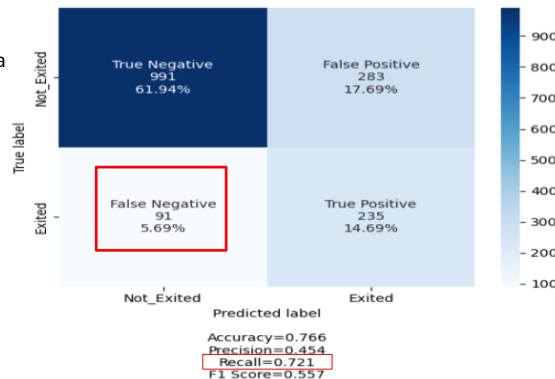 a
True Negative
991
61.94%
False Positive
283
17.69%
False Negative
91
5.69%
True Positive
235
14.69%
Not_Exited
Exited
True label
Not_Exited
Exited
Predicted label
900
800
700
600
500
400
300
200
100
Accuracy=0.766
Precision=0.454
Recall=0.721
F1 Score=0.557